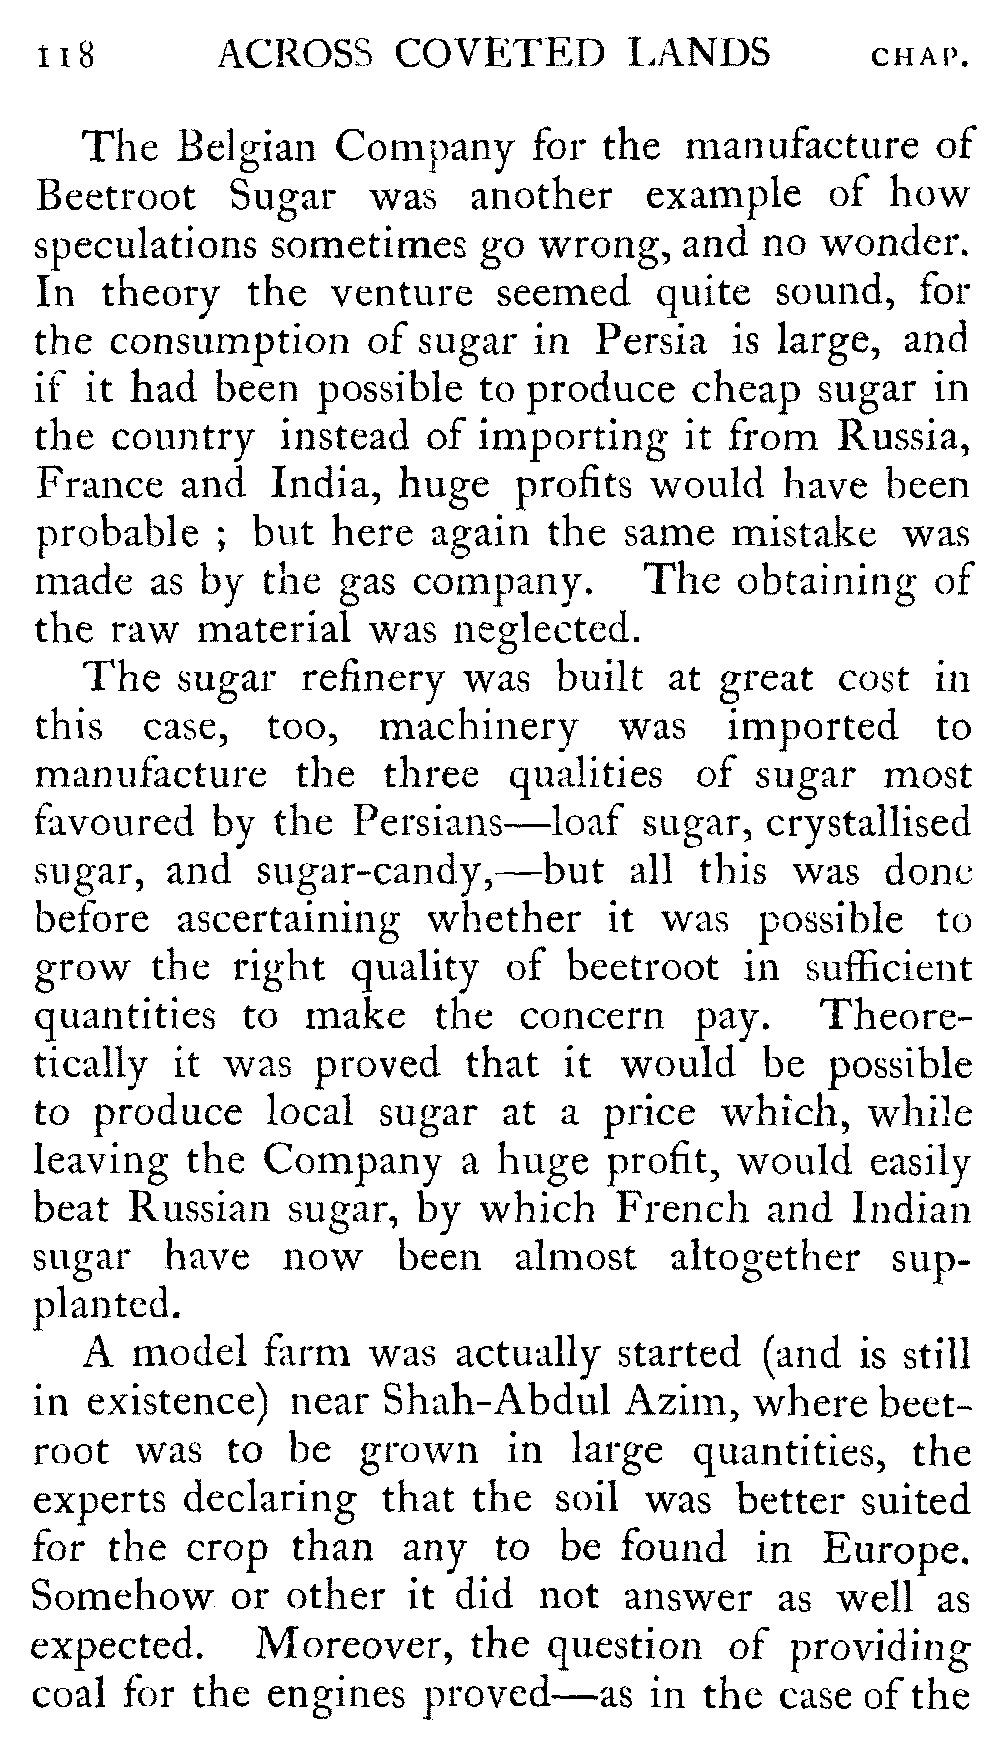 118 ACROSS COVETED LANDS CHAP.
The Belgian Company for the manufacture of
Beetroot Sugar was another example of how
speculations sometimes go wrong, and no wonder.
In theory the venture seemed quite sound, for
the consumption of sugar in Persia is large, and
if it had been possible to produce cheap sugar in
the country instead of importing it from Russia,
France and India, huge profits would have been
probable ; but here again the same mistake was
made as by the gas company. The obtaining of
the raw material was neglected.
The sugar refinery was built at great cost in
this case, too, machinery was imported to
manufacture the three qualities of sugar most
favoured by the Persians—loaf sugar, crystallised
sugar, and sugar-candy,—but all this was done
before ascertaining whether it was possible to
grow the right quality of beetroot in sufficient
quantities to make the concern pay. Theore-
tically it was proved that it would be possible
to produce local sugar at a price which, while
leaving the Company a huge profit, would easily
beat Russian sugar, by which French and Indian
sugar have now been almost altogether sup-
planted.
A model farm was actually started (and is still
in existence) near Shah-Abdul Azim, where beet-
root was to be grown in large quantities, the
experts declaring that the soil was better suited
for the crop than any to be found in Europe.
Somehow or other it did not answer as well as
expected. Moreover, the question of providing
coal for the engines proved—as in the case of the